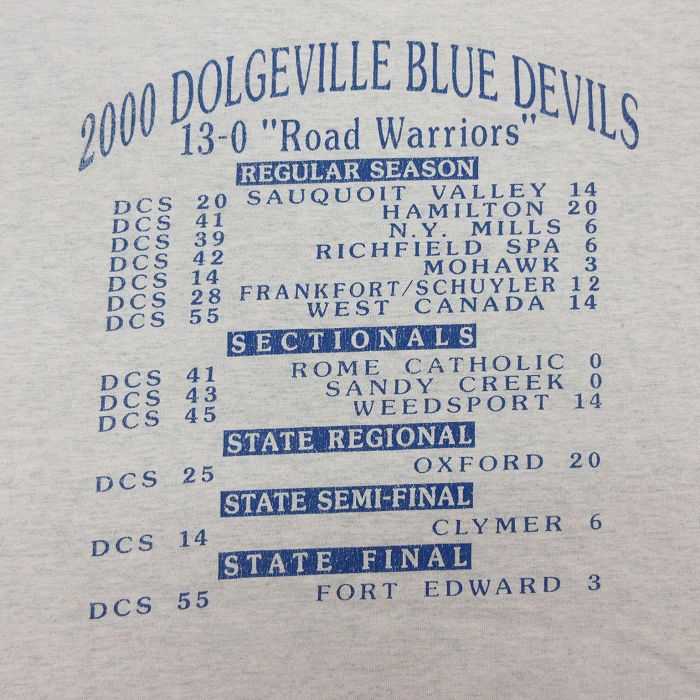 2000 DOLGEVILLE BLUE DEVILS
13-0 "Road Warriors"
REGULAR SEASON
DCS 20 SAUQUOIT VALLEY 14
DCS 41 HAMILTON 20
DCS 39 N.Y. MILLS 6
DCS 42 RICHFIELD SPA 6
DCS 14 MOHAWK 3
DCS 28 FRANKFORT/SCHUYLER 12
DCS 55 WEST CANADA 14
SECTIONALS
DCS 41 ROME CATHOLIC 0
DCS 43 SANDY CREEK 0
DCS 45 WEEDSPORT 14
STATE REGIONAL
DCS 25 OXFORD 20
STATE SEMI-FINAL
DCS 14 CLYMER 6
STATE FINAL
DCS 55 FORT EDWARD 3